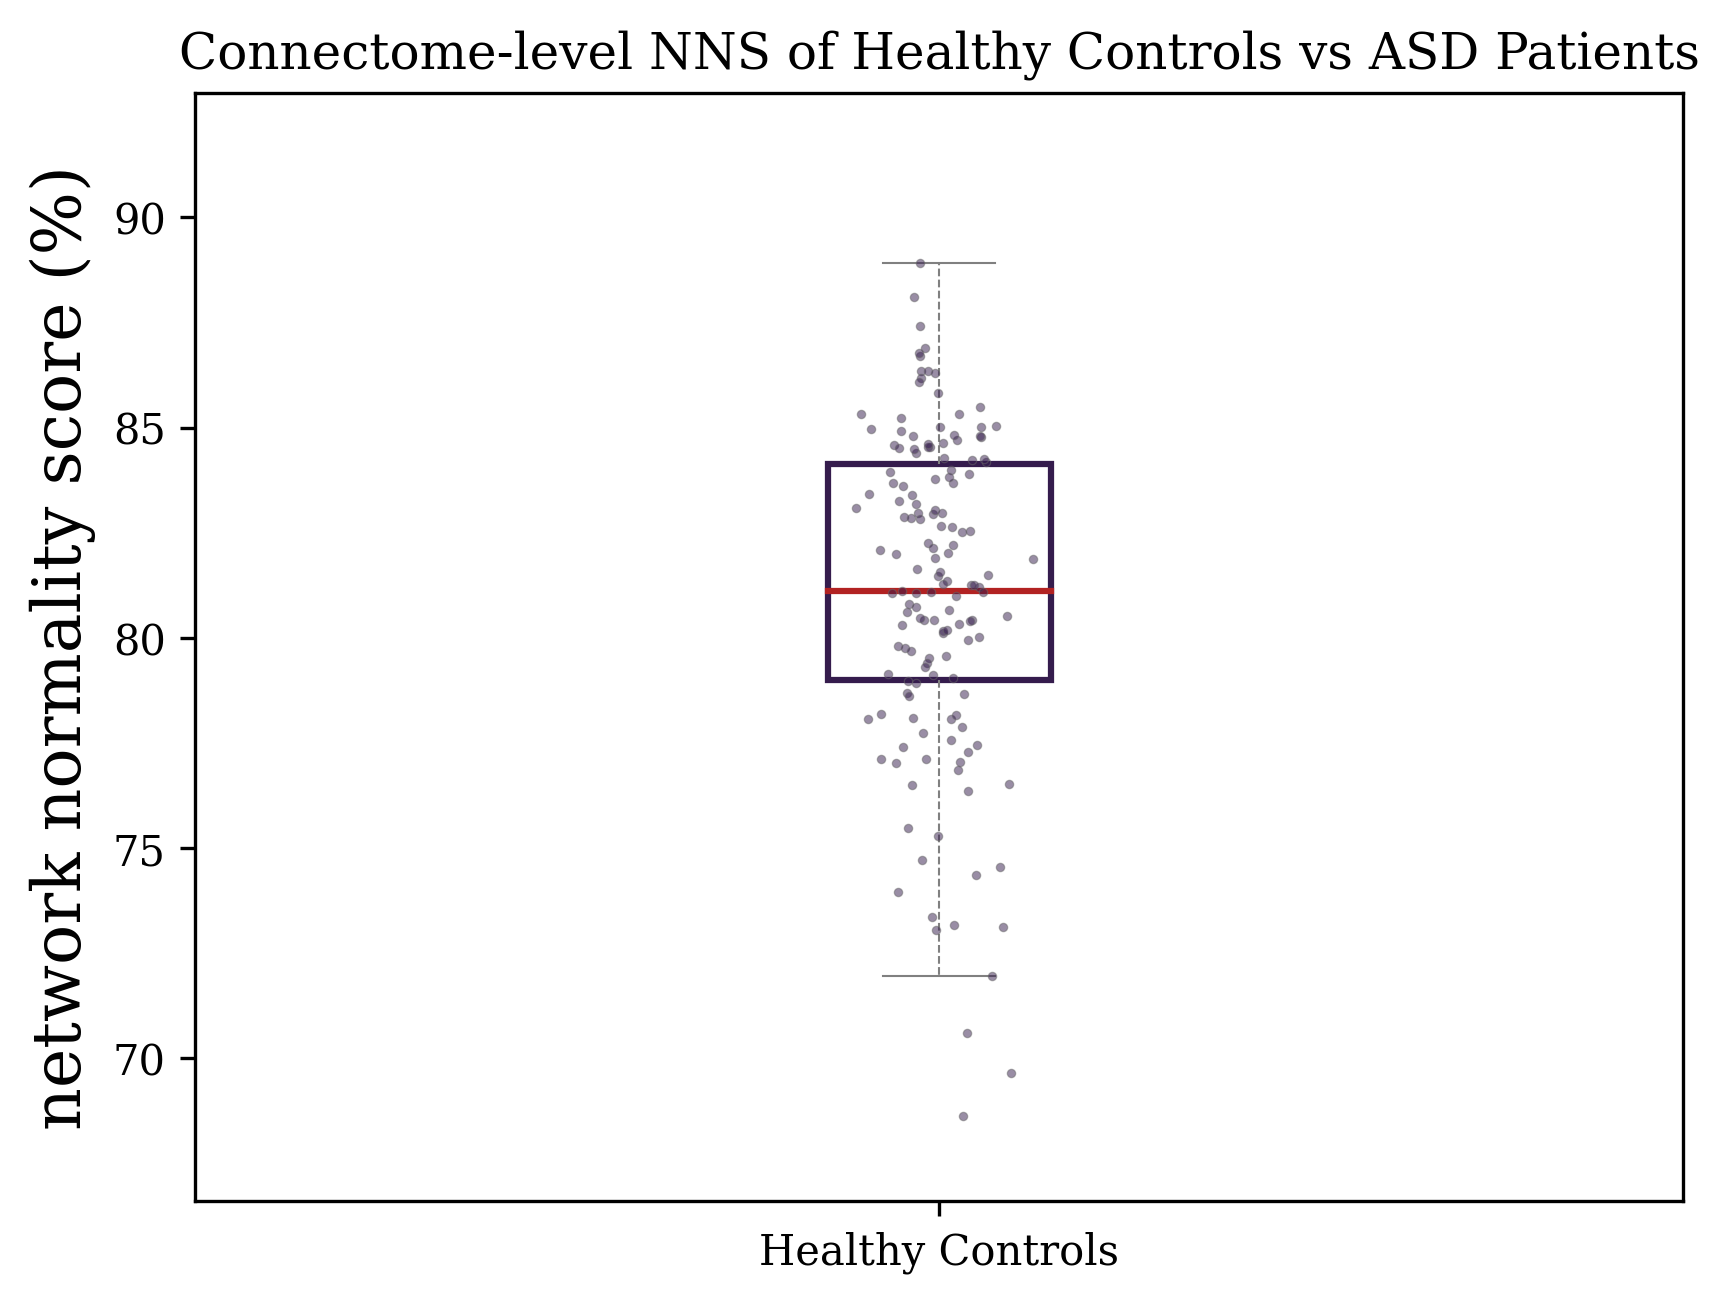 Connectome-level NNS of Healthy Controls vs ASD Patients
network normality score (%)
90
85
80
75
70
Healthy Controls